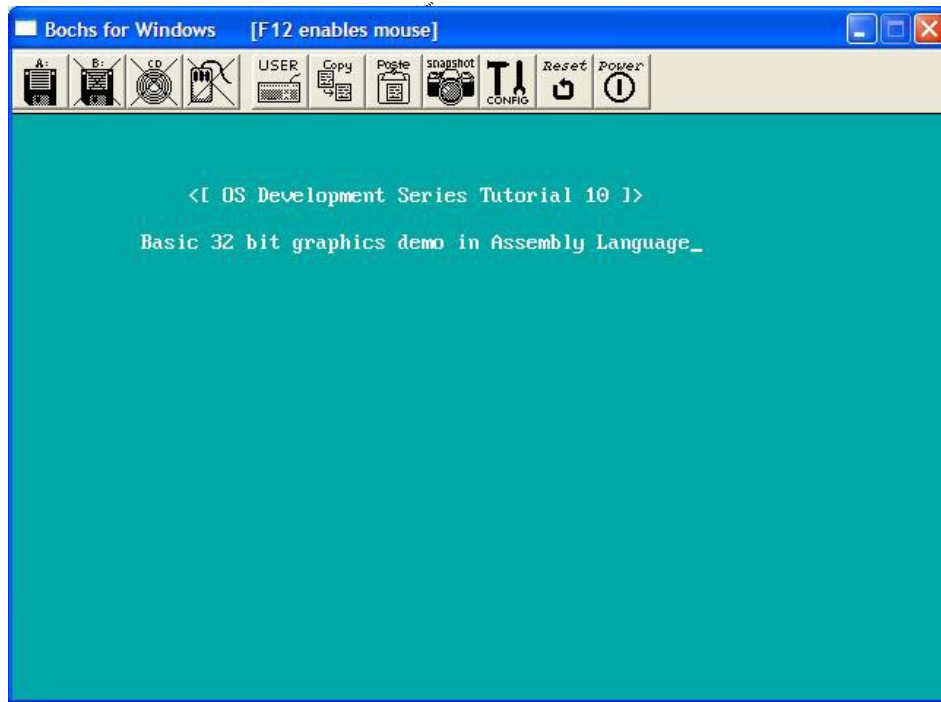 Bochs for Windows [F12 enables mouse]
A: B: CD USER Copy Poste snapshot CONFIG Reset Power
<[ OS Development Series Tutorial 10 ]>
Basic 32 bit graphics demo in Assembly Language_